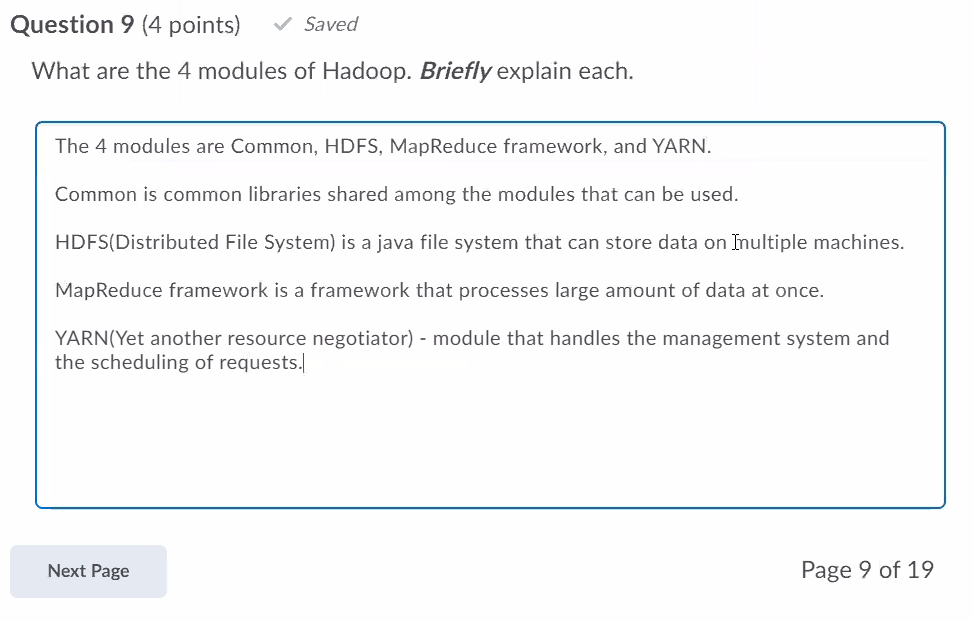 Question 9 (4 points) Saved
What are the 4 modules of Hadoop. Briefly explain each.
The 4 modules are Common, HDFS, MapReduce framework, and YARN.
Common is common libraries shared among the modules that can be used.
HDFS(Distributed File System) is a java file system that can store data on multiple machines.
MapReduce framework is a framework that processes large amount of data at once.
YARN(Yet another resource negotiator) - module that handles the management system and
the scheduling of requests.
Next Page
Page 9 of 19